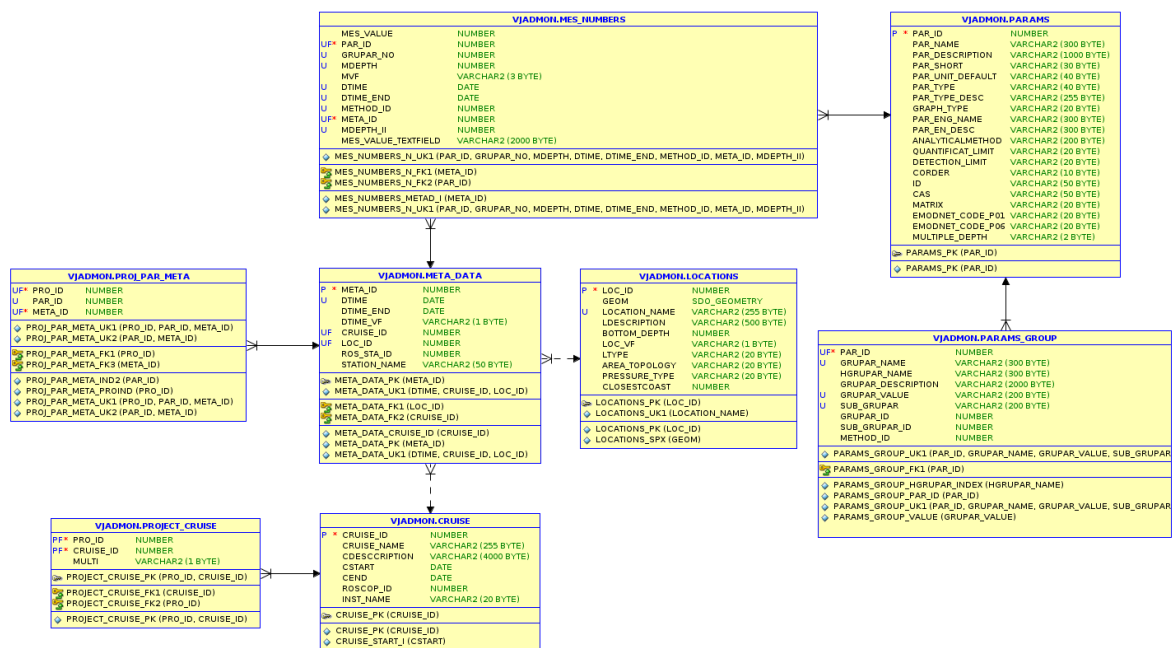 VJADMON.MES_NUMBERS
MES_VALUE NUMBER
UF* PAR_ID NUMBER
U GRUPAR_NO NUMBER
U MDEPTH NUMBER
MVF VARCHAR2 (3 BYTE)
U DTIME DATE
U DTIME_END DATE
U METHOD_ID NUMBER
UF* META_ID NUMBER
U MDEPTH_II NUMBER
MES_VALUE_TEXTFIELD VARCHAR2 (2000 BYTE)
MES_NUMBERS_N_UK1 (PAR_ID, GRUPAR_NO, MDEPTH, DTIME, DTIME_END, METHOD_ID, META_ID, MDEPTH_II)
MES_NUMBERS_N_FK1 (META_ID)
MES_NUMBERS_N_FK2 (PAR_ID)
MES_NUMBERS_METAD_I (META_ID)
MES_NUMBERS_N_UK1 (PAR_ID, GRUPAR_NO, MDEPTH, DTIME, DTIME_END, METHOD_ID, META_ID, MDEPTH_II)
VJADMON.PARAMS
P * PAR_ID NUMBER
PAR_NAME VARCHAR2 (300 BYTE)
PAR_DESCRIPTION VARCHAR2 (1000 BYTE)
PAR_SHORT VARCHAR2 (30 BYTE)
PAR_UNIT_DEFAULT VARCHAR2 (40 BYTE)
PAR_TYPE VARCHAR2 (40 BYTE)
PAR_TYPE_DESC VARCHAR2 (255 BYTE)
GRAPH_TYPE VARCHAR2 (20 BYTE)
PAR_ENG_NAME VARCHAR2 (300 BYTE)
PAR_EN_DESC VARCHAR2 (300 BYTE)
ANALYTICALMETHOD VARCHAR2 (200 BYTE)
QUANTIFICAT_LIMIT VARCHAR2 (20 BYTE)
DETECTION_LIMIT VARCHAR2 (20 BYTE)
CORDER VARCHAR2 (10 BYTE)
ID VARCHAR2 (50 BYTE)
CAS VARCHAR2 (50 BYTE)
MATRIX VARCHAR2 (20 BYTE)
EMODNET_CODE_P01 VARCHAR2 (20 BYTE)
EMODNET_CODE_P06 VARCHAR2 (20 BYTE)
MULTIPLE_DEPTH VARCHAR2 (2 BYTE)
PARAMS_PK (PAR_ID)
PARAMS_PK (PAR_ID)
VJADMON.PROJ_PAR_META
UF* PRO_ID NUMBER
U PAR_ID NUMBER
UF* META_ID NUMBER
PROJ_PAR_META_UK1 (PRO_ID, PAR_ID, META_ID)
PROJ_PAR_META_UK2 (PAR_ID, META_ID)
PROJ_PAR_META_FK1 (PRO_ID)
PROJ_PAR_META_FK3 (META_ID)
PROJ_PAR_META_IND2 (PAR_ID)
PROJ_PAR_META_PROIND (PRO_ID)
PROJ_PAR_META_UK1 (PRO_ID, PAR_ID, META_ID)
PROJ_PAR_META_UK2 (PAR_ID, META_ID)
VJADMON.META_DATA
P * META_ID NUMBER
U DTIME DATE
DTIME_END DATE
DTIME_VF VARCHAR2 (1 BYTE)
UF CRUISE_ID NUMBER
UF LOC_ID NUMBER
ROS_STA_ID NUMBER
STATION_NAME VARCHAR2 (50 BYTE)
META_DATA_PK (META_ID)
META_DATA_UK1 (DTIME, CRUISE_ID, LOC_ID)
META_DATA_FK1 (LOC_ID)
META_DATA_FK2 (CRUISE_ID)
META_DATA_CRUISE_ID (CRUISE_ID)
META_DATA_PK (META_ID)
META_DATA_UK1 (DTIME, CRUISE_ID, LOC_ID)
VJADMON.LOCATIONS
P * LOC_ID NUMBER
GEOM SDO_GEOMETRY
U LOCATION_NAME VARCHAR2 (255 BYTE)
LDESCRIPTION VARCHAR2 (500 BYTE)
BOTTOM_DEPTH NUMBER
LOC_VF VARCHAR2 (1 BYTE)
LTYPE VARCHAR2 (20 BYTE)
AREA_TOPOLOGY VARCHAR2 (20 BYTE)
PRESSURE_TYPE VARCHAR2 (20 BYTE)
CLOSESTCOAST NUMBER
LOCATIONS_PK (LOC_ID)
LOCATIONS_UK1 (LOCATION_NAME)
LOCATIONS_PK (LOC_ID)
LOCATIONS_SPX (GEOM)
VJADMON.PARAMS_GROUP
UF* PAR_ID NUMBER
U GRUPAR_NAME VARCHAR2 (300 BYTE)
HGRUPAR_NAME VARCHAR2 (300 BYTE)
GRUPAR_DESCRIPTION VARCHAR2 (2000 BYTE)
U GRUPAR_VALUE VARCHAR2 (200 BYTE)
U SUB_GRUPAR VARCHAR2 (200 BYTE)
GRUPAR_ID NUMBER
SUB_GRUPAR_ID NUMBER
METHOD_ID NUMBER
PARAMS_GROUP_UK1 (PAR_ID, GRUPAR_NAME, GRUPAR_VALUE, SUB_GRUPAR
PARAMS_GROUP_FK1 (PAR_ID)
PARAMS_GROUP_HGRUPAR_INDEX (HGRUPAR_NAME)
PARAMS_GROUP_PAR_ID (PAR_ID)
PARAMS_GROUP_UK1 (PAR_ID, GRUPAR_NAME, GRUPAR_VALUE, SUB_GRUPAR
PARAMS_GROUP_VALUE (GRUPAR_VALUE)
VJADMON.PROJECT_CRUISE
PF* PRO_ID NUMBER
PF* CRUISE_ID NUMBER
MULTI VARCHAR2 (1 BYTE)
PROJECT_CRUISE_PK (PRO_ID, CRUISE_ID)
PROJECT_CRUISE_FK1 (CRUISE_ID)
PROJECT_CRUISE_FK2 (PRO_ID)
PROJECT_CRUISE_PK (PRO_ID, CRUISE_ID)
VJADMON.CRUISE
P * CRUISE_ID NUMBER
CRUISE_NAME VARCHAR2 (255 BYTE)
CDESCCRIPTION VARCHAR2 (4000 BYTE)
CSTART DATE
CEND DATE
ROSCOP_ID NUMBER
INST_NAME VARCHAR2 (20 BYTE)
CRUISE_PK (CRUISE_ID)
CRUISE_PK (CRUISE_ID)
CRUISE_START_I (CSTART)